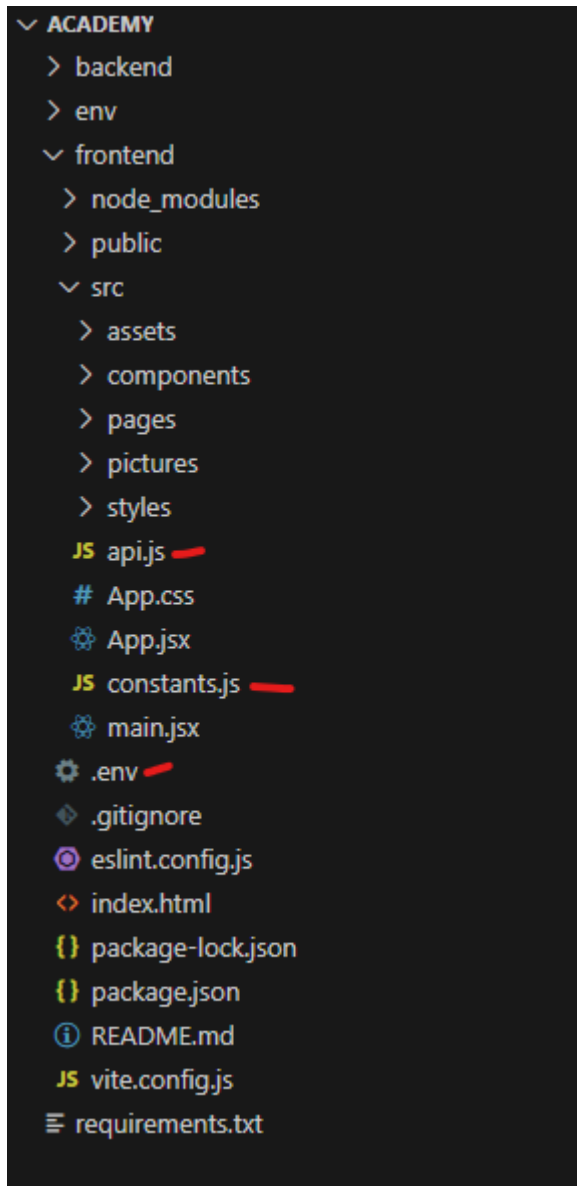 ACADEMY
backend
env
frontend
node_modules
public
src
assets
components
pages
pictures
styles
JS api.js
# App.css
App.jsx
JS constants.js
main.jsx
.env
.gitignore
eslint.config.js
<> index.html
{} package-lock.json
{} package.json
README.md
JS vite.config.js
requirements.txt